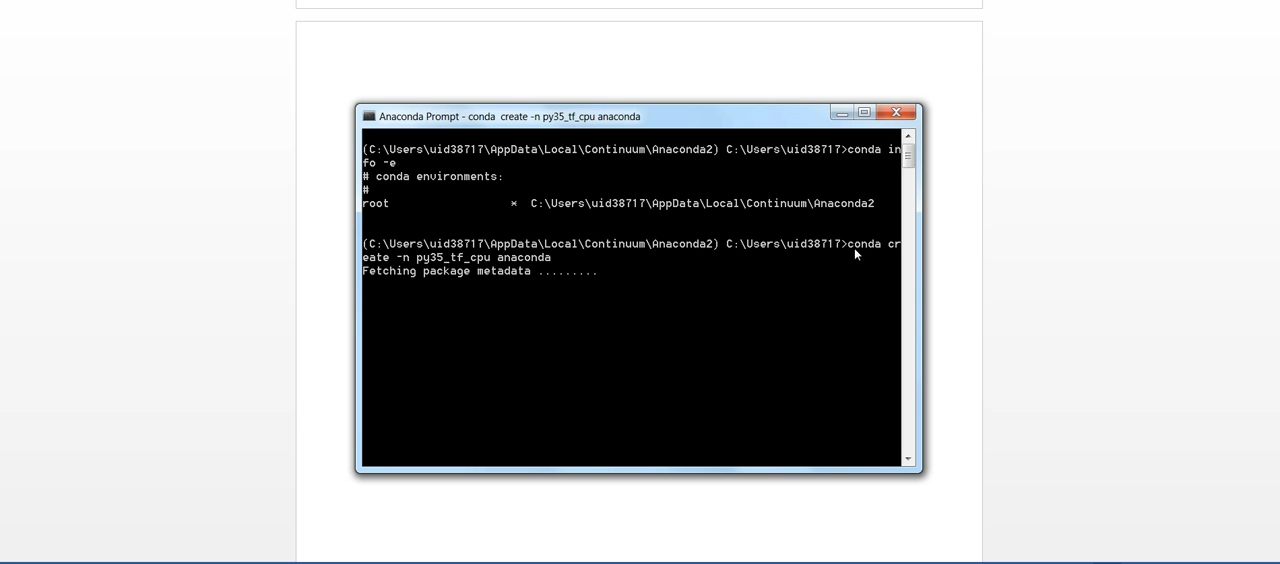 Anaconda Prompt - conda  create -n py35_tf_cpu anaconda
(C:\Users\uid38717\AppData\Local\Continuum\Anaconda2) C:\Users\uid38717>conda in
fo -e
# conda environments:
#
root                  *  C:\Users\uid38717\AppData\Local\Continuum\Anaconda2
(C:\Users\uid38717\AppData\Local\Continuum\Anaconda2) C:\Users\uid38717>conda cr
eate -n py35_tf_cpu anaconda
Fetching package metadata .........